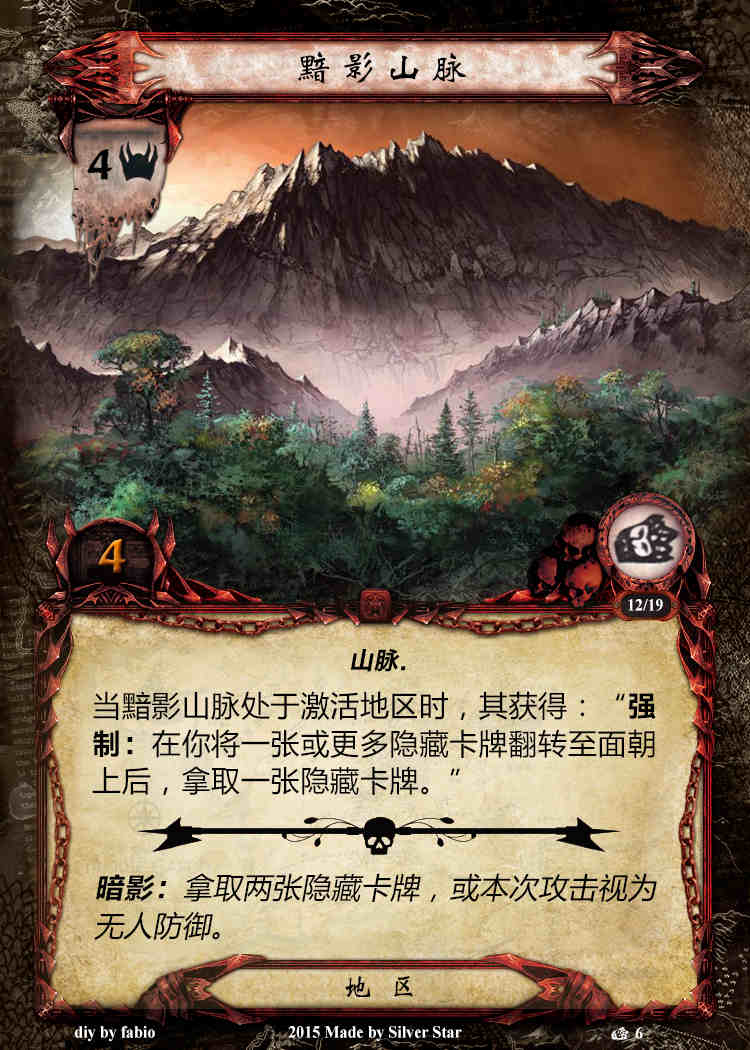 黯影山脉
4
4
12/19
山脉.
当黯影山脉处于激活地区时，其获得：“强
制：在你将一张或更多隐藏卡牌翻转至面朝
上后，拿取一张隐藏卡牌。”
暗影：拿取两张隐藏卡牌，或本次攻击视为
无人防御。
地区
diy by fabio 2015 Made by Silver Star 6